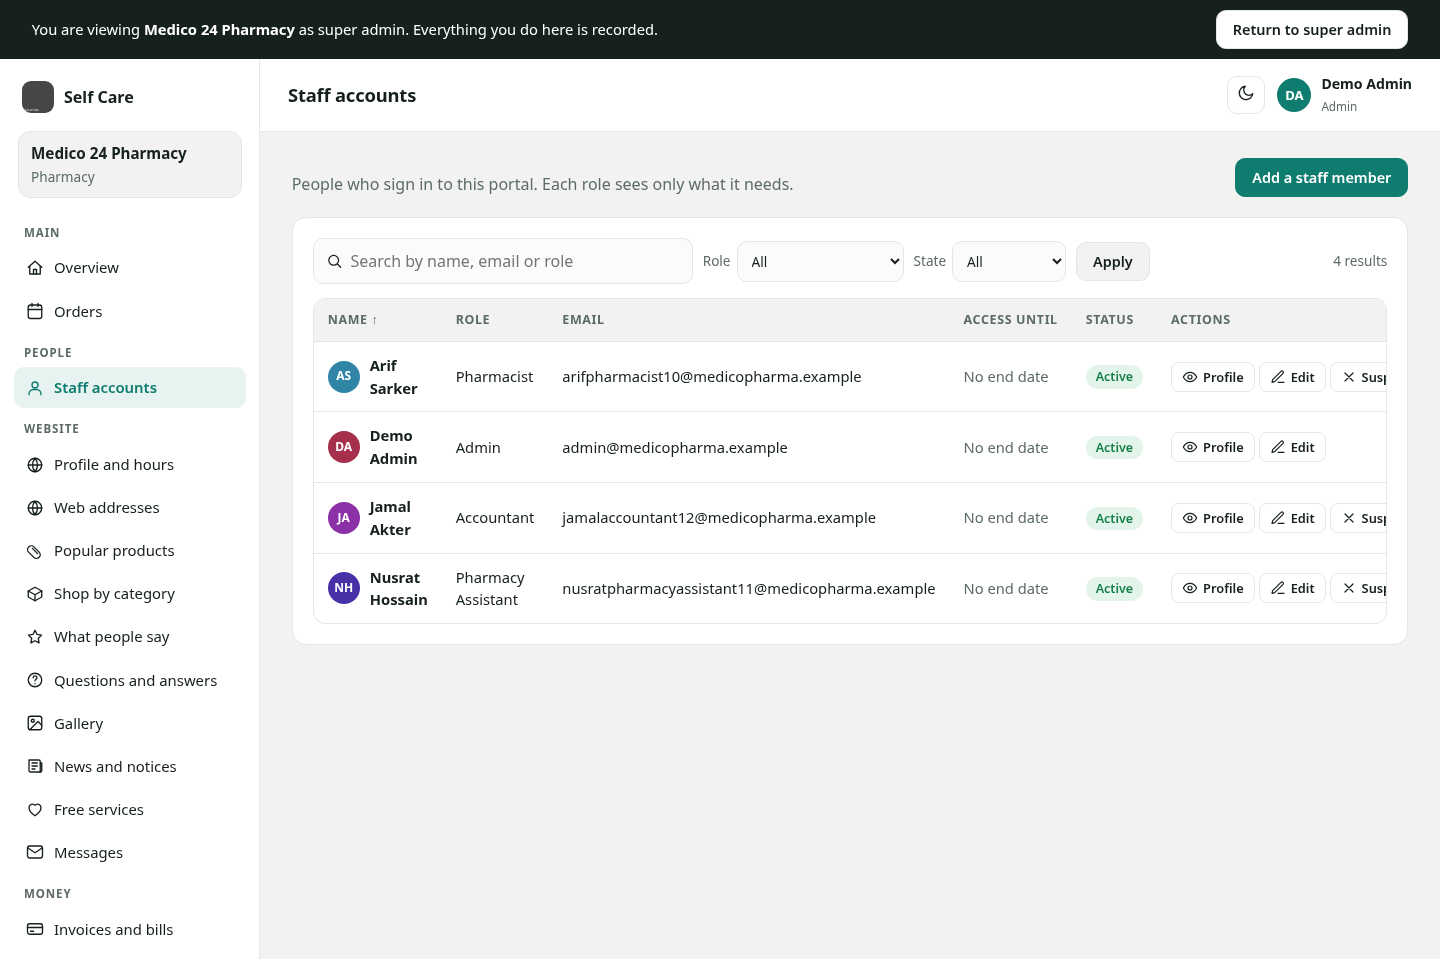 You are viewing Medico 24 Pharmacy as super admin. Everything you do here is recorded.
Return to super admin
Self Care
Medico 24 Pharmacy
Pharmacy
MAIN
Overview
Orders
PEOPLE
Staff accounts
WEBSITE
Profile and hours
Web addresses
Popular products
Shop by category
What people say
Questions and answers
Gallery
News and notices
Free services
Messages
MONEY
Invoices and bills
Staff accounts
DA
Demo Admin
Admin
People who sign in to this portal. Each role sees only what it needs.
Add a staff member
Search by name, email or role
Role
All
State
All
Apply
4 results
NAME ↑ ROLE EMAIL ACCESS UNTIL STATUS ACTIONS
AS Arif Sarker Pharmacist arifpharmacist10@medicopharma.example No end date Active Profile Edit Susp
DA Demo Admin Admin admin@medicopharma.example No end date Active Profile Edit
JA Jamal Akter Accountant jamalaccountant12@medicopharma.example No end date Active Profile Edit Susp
NH Nusrat Hossain Pharmacy Assistant nusratpharmacyassistant11@medicopharma.example No end date Active Profile Edit Susp